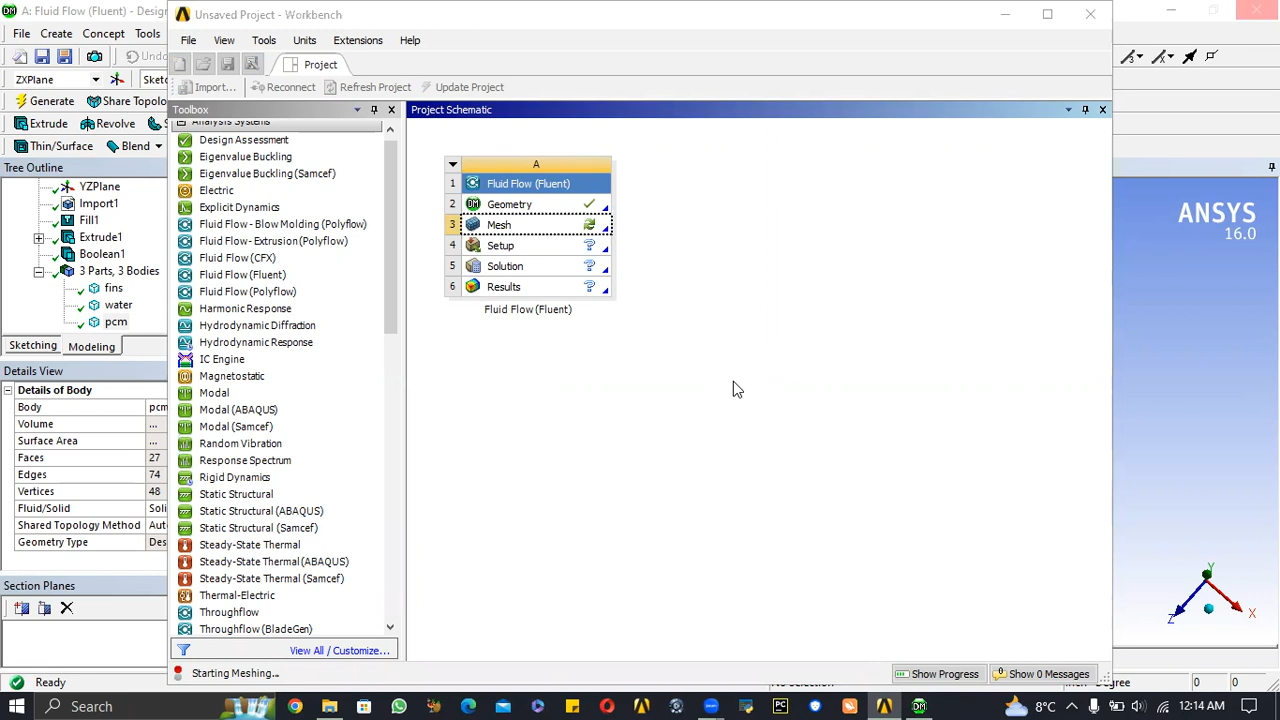 A: Fluid Flow (Fluent) - Desig
File Create Concept Tools
Undo
ZXPlane
Generate Share Topolo
Extrude Revolve
Thin/Surface Blend
Tree Outline
YZPlane
Import1
Fill1
Extrude1
Boolean1
3 Parts, 3 Bodies
fins
water
pcm
Sketching Modeling
Details View
Details of Body
Body pcm
Volume ...
Surface Area ...
Faces 27
Edges 74
Vertices 48
Fluid/Solid Soli
Shared Topology Method Aut
Geometry Type Des
Section Planes
Ready
Unsaved Project - Workbench
File View Tools Units Extensions Help
Project
Import... Reconnect Refresh Project Update Project
Toolbox
Analysis Systems
Design Assessment
Eigenvalue Buckling
Eigenvalue Buckling (Samcef)
Electric
Explicit Dynamics
Fluid Flow - Blow Molding (Polyflow)
Fluid Flow - Extrusion (Polyflow)
Fluid Flow (CFX)
Fluid Flow (Fluent)
Fluid Flow (Polyflow)
Harmonic Response
Hydrodynamic Diffraction
Hydrodynamic Response
IC Engine
Magnetostatic
Modal
Modal (ABAQUS)
Modal (Samcef)
Random Vibration
Response Spectrum
Rigid Dynamics
Static Structural
Static Structural (ABAQUS)
Static Structural (Samcef)
Steady-State Thermal
Steady-State Thermal (ABAQUS)
Steady-State Thermal (Samcef)
Thermal-Electric
Throughflow
Throughflow (BladeGen)
View All / Customize...
Project Schematic
A
1 Fluid Flow (Fluent)
2 Geometry
3 Mesh
4 Setup
5 Solution
6 Results
Fluid Flow (Fluent)
Starting Meshing...
Show Progress Show 0 Messages
ANSYS
16.0
Y
X
Z
Degree 0 0
Search
8°C 12:14 AM